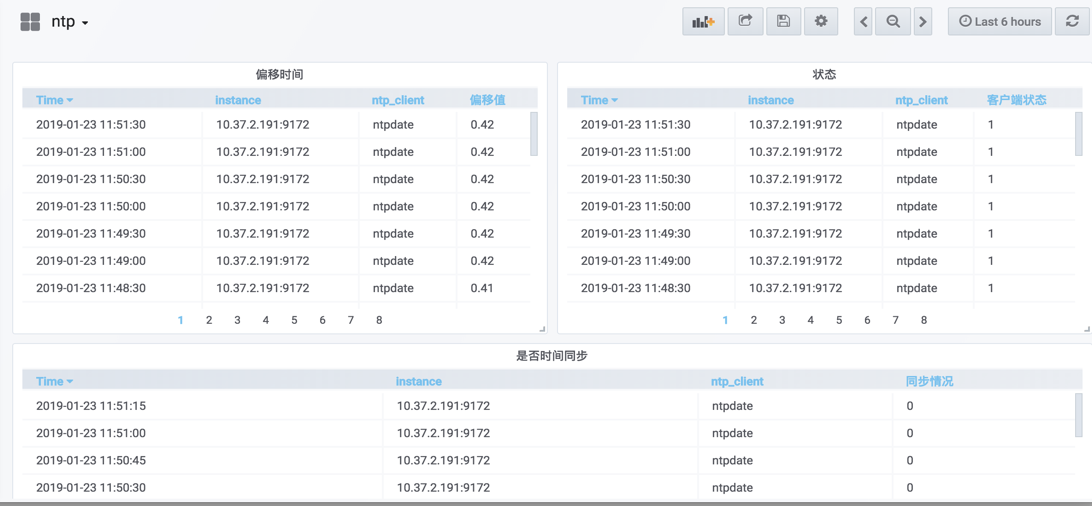 ntp
Last 6 hours
偏移时间
Time instance ntp_client 偏移值
2019-01-23 11:51:30 10.37.2.191:9172 ntpdate 0.42
2019-01-23 11:51:00 10.37.2.191:9172 ntpdate 0.42
2019-01-23 11:50:30 10.37.2.191:9172 ntpdate 0.42
2019-01-23 11:50:00 10.37.2.191:9172 ntpdate 0.42
2019-01-23 11:49:30 10.37.2.191:9172 ntpdate 0.42
2019-01-23 11:49:00 10.37.2.191:9172 ntpdate 0.42
2019-01-23 11:48:30 10.37.2.191:9172 ntpdate 0.41
1 2 3 4 5 6 7 8
状态
Time instance ntp_client 客户端状态
2019-01-23 11:51:30 10.37.2.191:9172 ntpdate 1
2019-01-23 11:51:00 10.37.2.191:9172 ntpdate 1
2019-01-23 11:50:30 10.37.2.191:9172 ntpdate 1
2019-01-23 11:50:00 10.37.2.191:9172 ntpdate 1
2019-01-23 11:49:30 10.37.2.191:9172 ntpdate 1
2019-01-23 11:49:00 10.37.2.191:9172 ntpdate 1
2019-01-23 11:48:30 10.37.2.191:9172 ntpdate 1
1 2 3 4 5 6 7 8
是否时间同步
Time instance ntp_client 同步情况
2019-01-23 11:51:15 10.37.2.191:9172 ntpdate 0
2019-01-23 11:51:00 10.37.2.191:9172 ntpdate 0
2019-01-23 11:50:45 10.37.2.191:9172 ntpdate 0
2019-01-23 11:50:30 10.37.2.191:9172 ntpdate 0